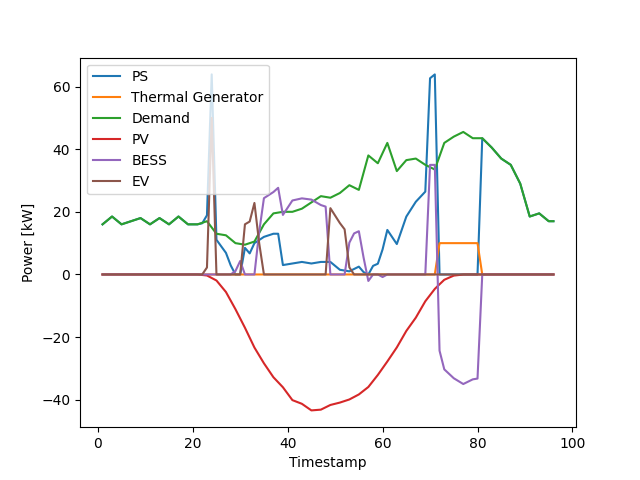 PS
Thermal Generator
Demand
PV
BESS
EV
Power [kW]
60
40
20
0
−20
−40
0 20 40 60 80 100
Timestamp